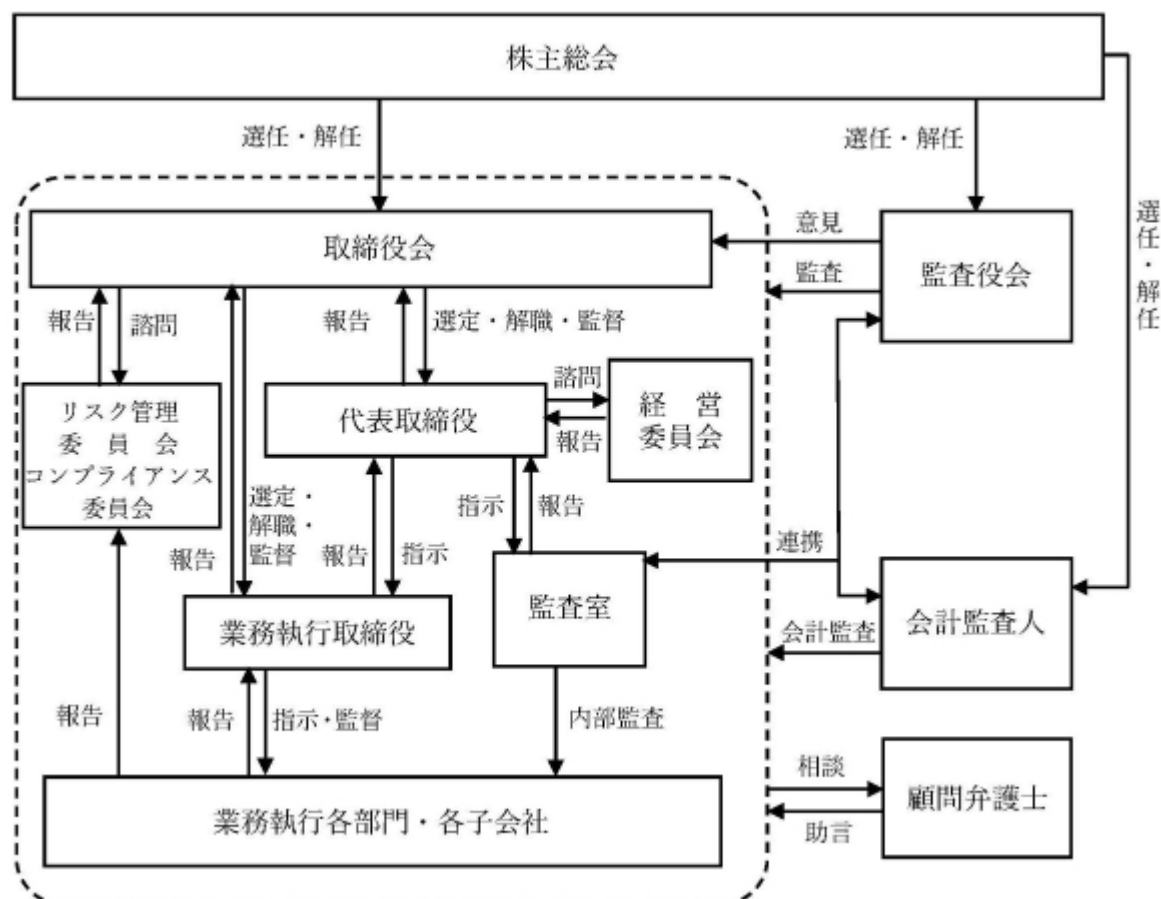 株主総会
選任・解任
選任・解任
選任・解任
取締役会
意見
監査
監査役会
報告
諮問
報告
選定・解職・監督
リスク管理
委員会
コンプライアンス
委員会
代表取締役
諮問
報告
経営
委員会
選定・
解職・
監督
報告
報告
指示
指示
報告
連携
業務執行取締役
監査室
会計監査人
会計監査
報告
報告
指示・監督
内部監査
業務執行各部門・各子会社
相談
助言
顧問弁護士